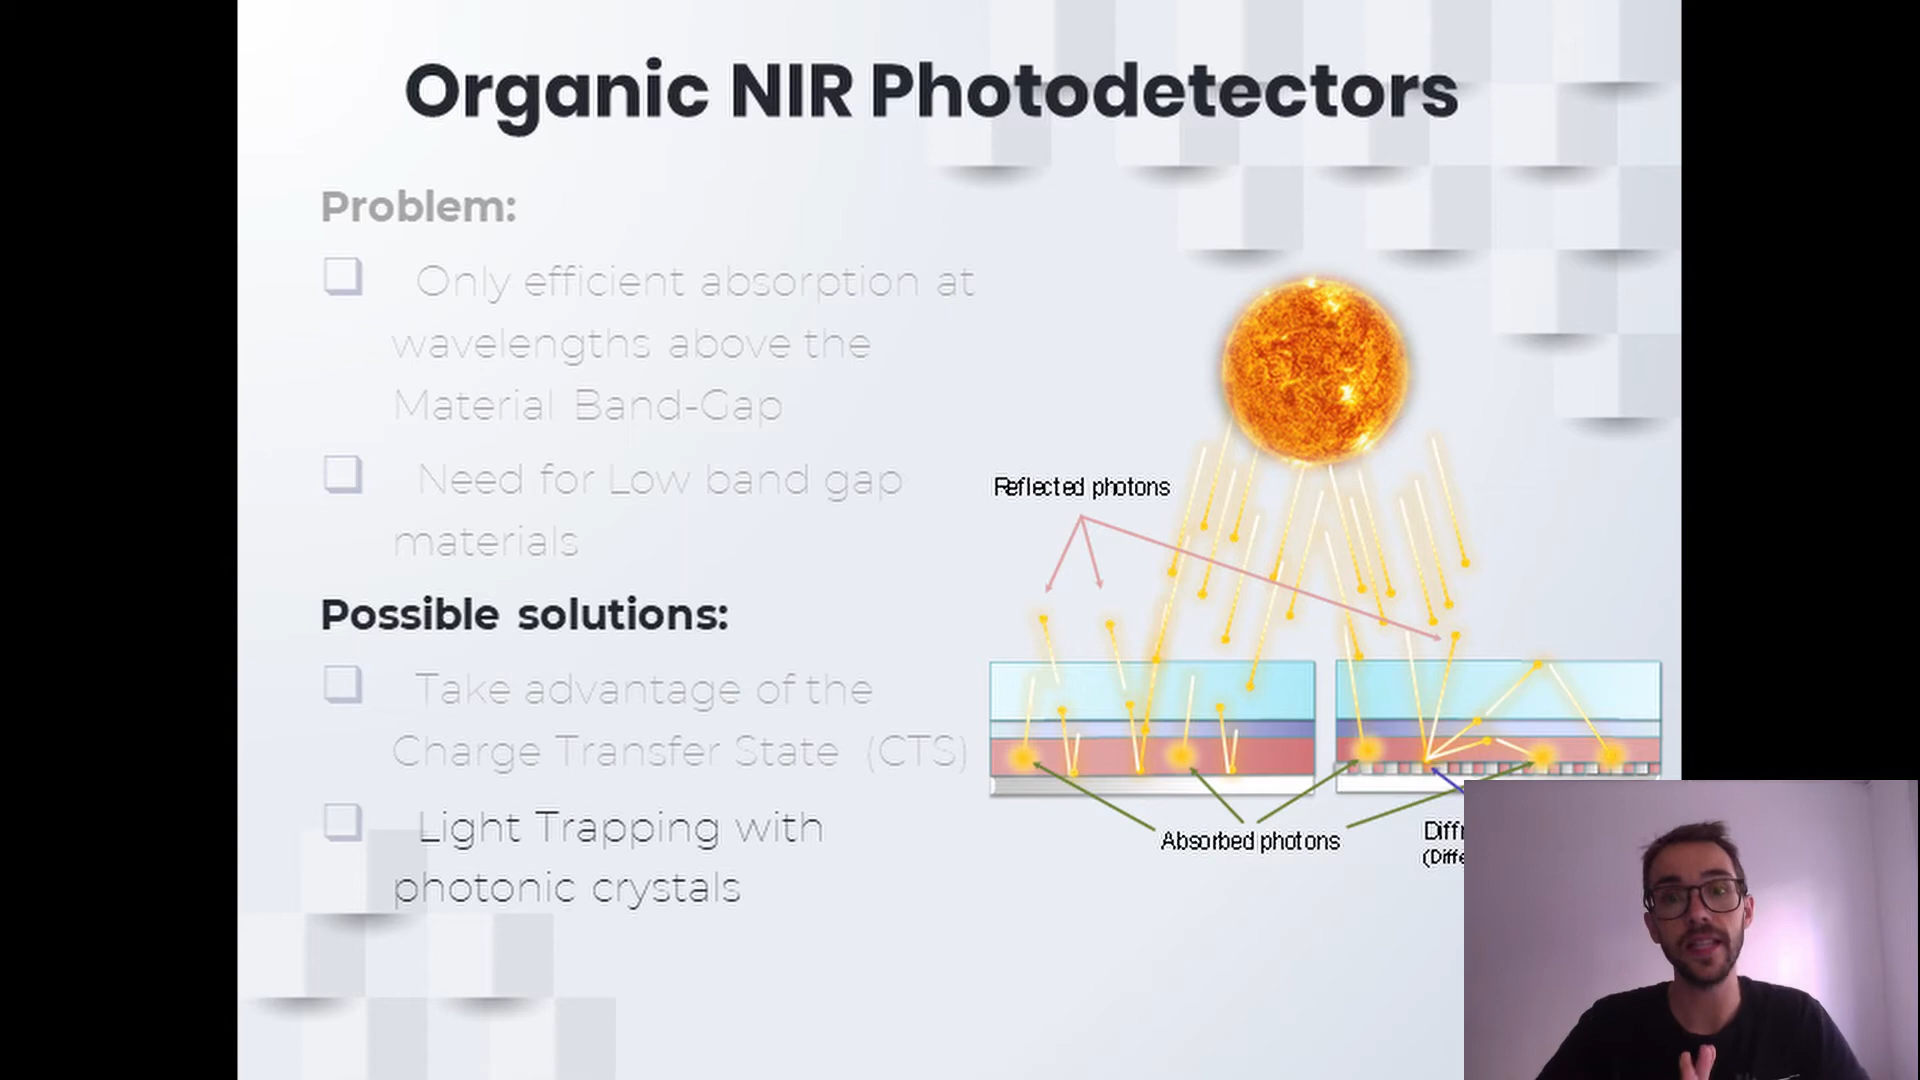 Organic NIR Photodetectors
Problem:
Only efficient absorption at
wavelengths above the
Material Band-Gap
Need for Low band gap
materials
Possible solutions:
Take advantage of the
Charge Transfer State (CTS)
Light Trapping with
photonic crystals
Reflected photons
Absorbed photons